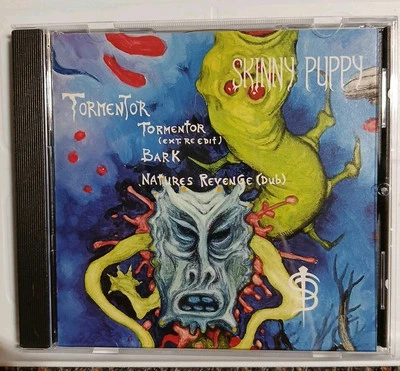 SKINNY PUPPY
TORMENTOR
TORMENTOR
(EXT. RE EDIT)
BARK
NATURES REVENGE (DUB)